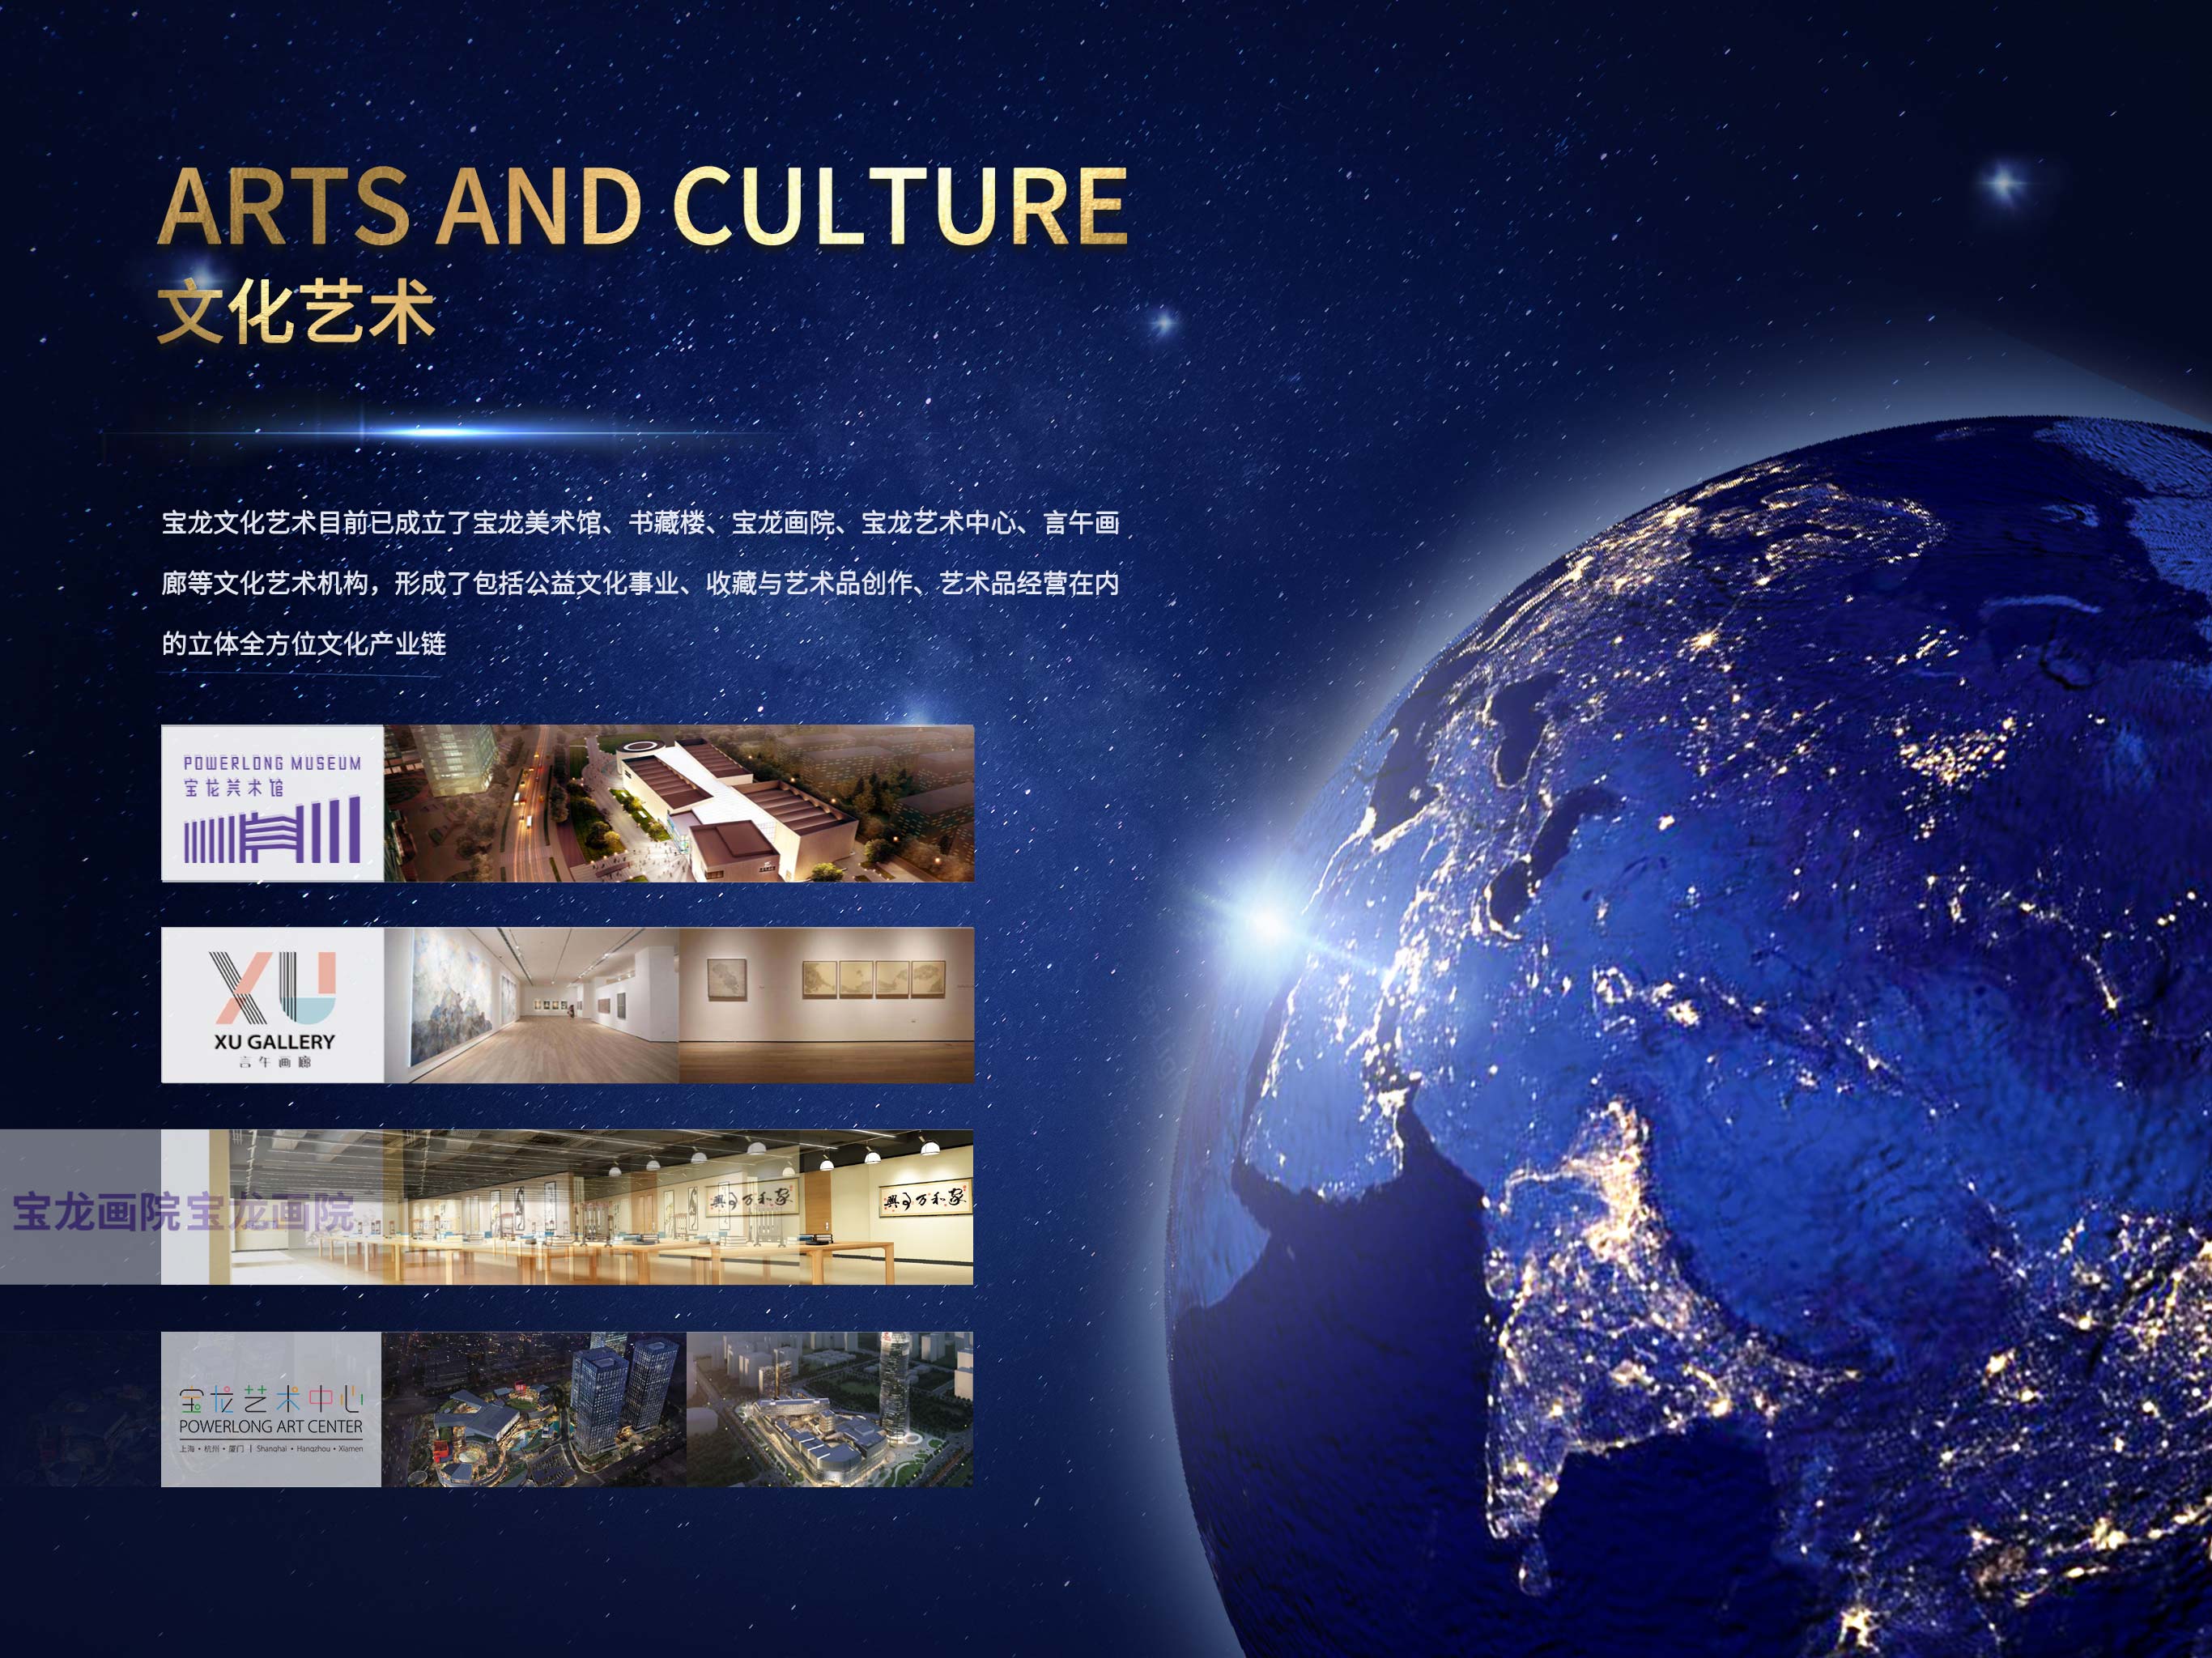 ARTS AND CULTURE
文化艺术
宝龙文化艺术目前已成立了宝龙美术馆、书藏楼、宝龙画院、宝龙艺术中心、言午画
廊等文化艺术机构，形成了包括公益文化事业、收藏与艺术品创作、艺术品经营在内
的立体全方位文化产业链
POWERLONG MUSEUM
宝龙美术馆
XU
XU GALLERY
言午画廊
宝龙画院 宝龙画院
宝龙艺术中心
POWERLONG ART CENTER
上海·杭州·厦门 | Shanghai · Hangzhou · Xiamen